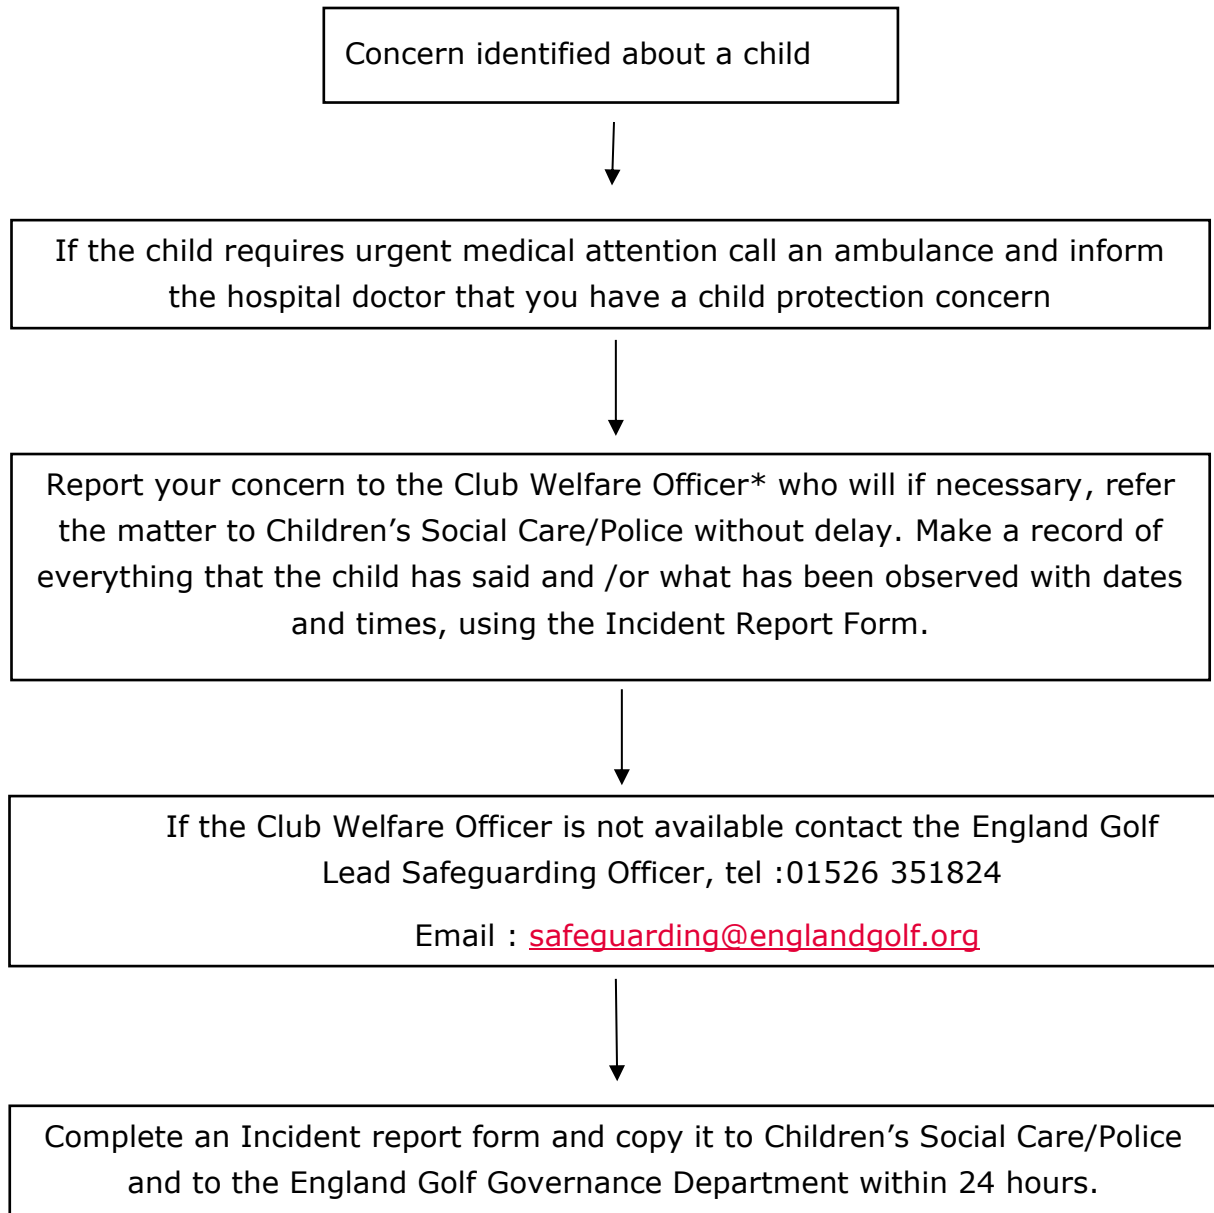 Concern identified about a child
If the child requires urgent medical attention call an ambulance and inform
the hospital doctor that you have a child protection concern
Report your concern to the Club Welfare Officer* who will if necessary, refer
the matter to Children’s Social Care/Police without delay. Make a record of
everything that the child has said and /or what has been observed with dates
and times, using the Incident Report Form.
If the Club Welfare Officer is not available contact the England Golf
Lead Safeguarding Officer, tel :01526 351824
Email : safeguarding@englandgolf.org
Complete an Incident report form and copy it to Children’s Social Care/Police
and to the England Golf Governance Department within 24 hours.